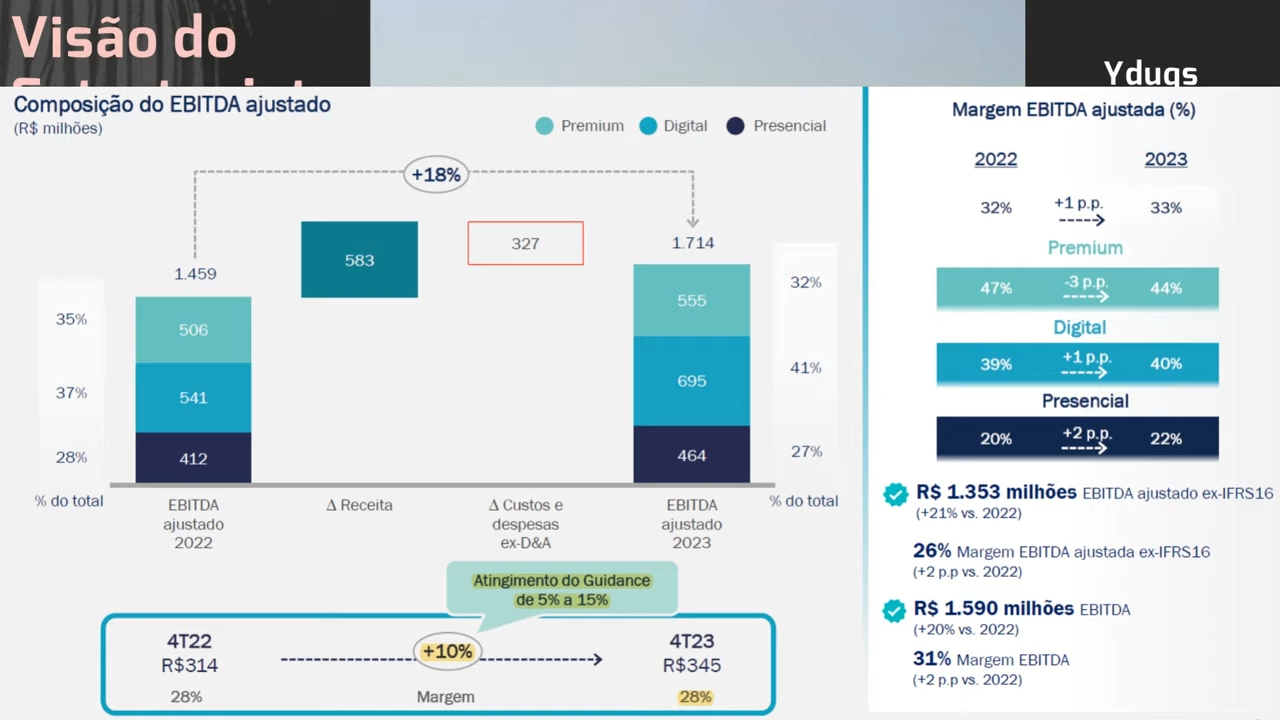 Visão do
Yduqs
Composição do EBITDA ajustado
(R$ milhões)
Premium
Digital
Presencial
+18%
1.459
583
327
1.714
506
541
412
555
695
464
35%
37%
28%
% do total
32%
41%
27%
% do total
EBITDA
ajustado
2022
Δ Receita
Δ Custos e
despesas
ex-D&A
EBITDA
ajustado
2023
Atingimento do Guidance
de 5% a 15%
4T22
R$314
28%
+10%
Margem
4T23
R$345
28%
Margem EBITDA ajustada (%)
2022
2023
32%
+1 p.p.
33%
Premium
47%
-3 p.p.
44%
Digital
39%
+1 p.p.
40%
Presencial
20%
+2 p.p.
22%
R$ 1.353 milhões EBITDA ajustado ex-IFRS16
(+21% vs. 2022)
26% Margem EBITDA ajustada ex-IFRS16
(+2 p.p vs. 2022)
R$ 1.590 milhões EBITDA
(+20% vs. 2022)
31% Margem EBITDA
(+2 p.p vs. 2022)